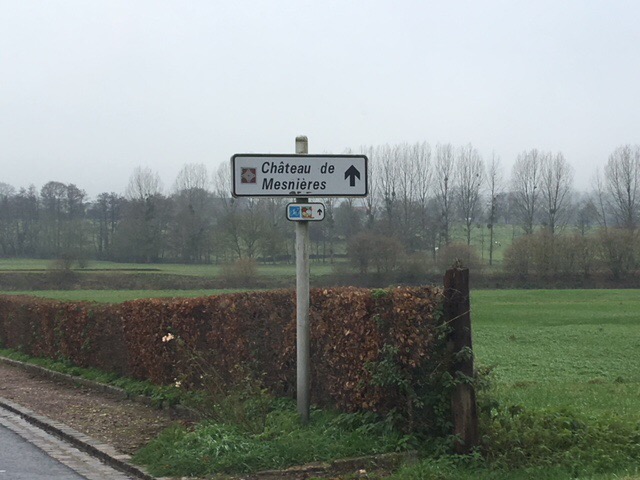 Château de
Mesnières